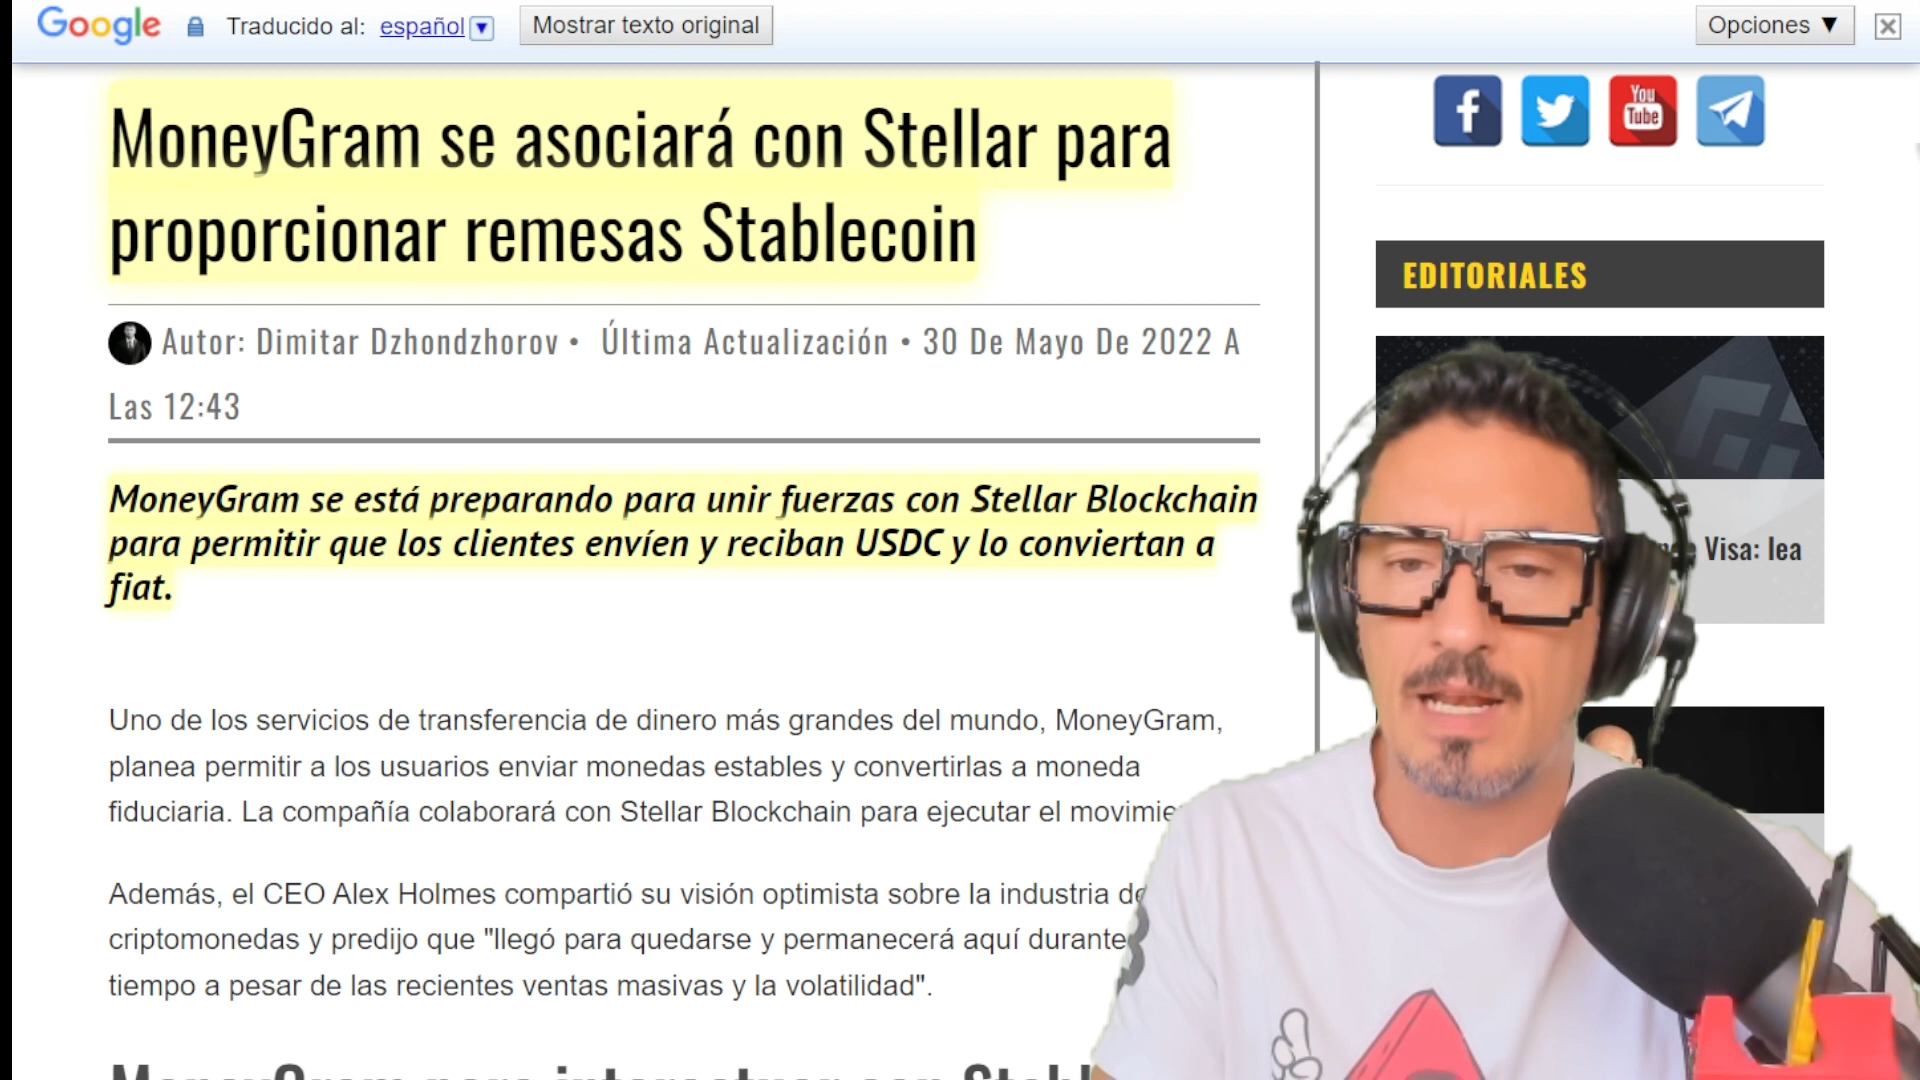 Google Traducido al: español Mostrar texto original Opciones ▼
MoneyGram se asociará con Stellar para
proporcionar remesas Stablecoin
Autor: Dimitar Dzhondzhorov • Última Actualización • 30 De Mayo De 2022 A
Las 12:43
MoneyGram se está preparando para unir fuerzas con Stellar Blockchain
para permitir que los clientes envíen y reciban USDC y lo conviertan a
fiat.
Uno de los servicios de transferencia de dinero más grandes del mundo, MoneyGram,
planea permitir a los usuarios enviar monedas estables y convertirlas a moneda
fiduciaria. La compañía colaborará con Stellar Blockchain para ejecutar el
Además, el CEO Alex Holmes compartió su visión optimista sobre la industria
criptomonedas y predijo que "llegó para quedarse y permanecerá aquí durante
tiempo a pesar de las recientes ventas masivas y la volatilidad".
You
Tube
EDITORIALES
Visa: lea